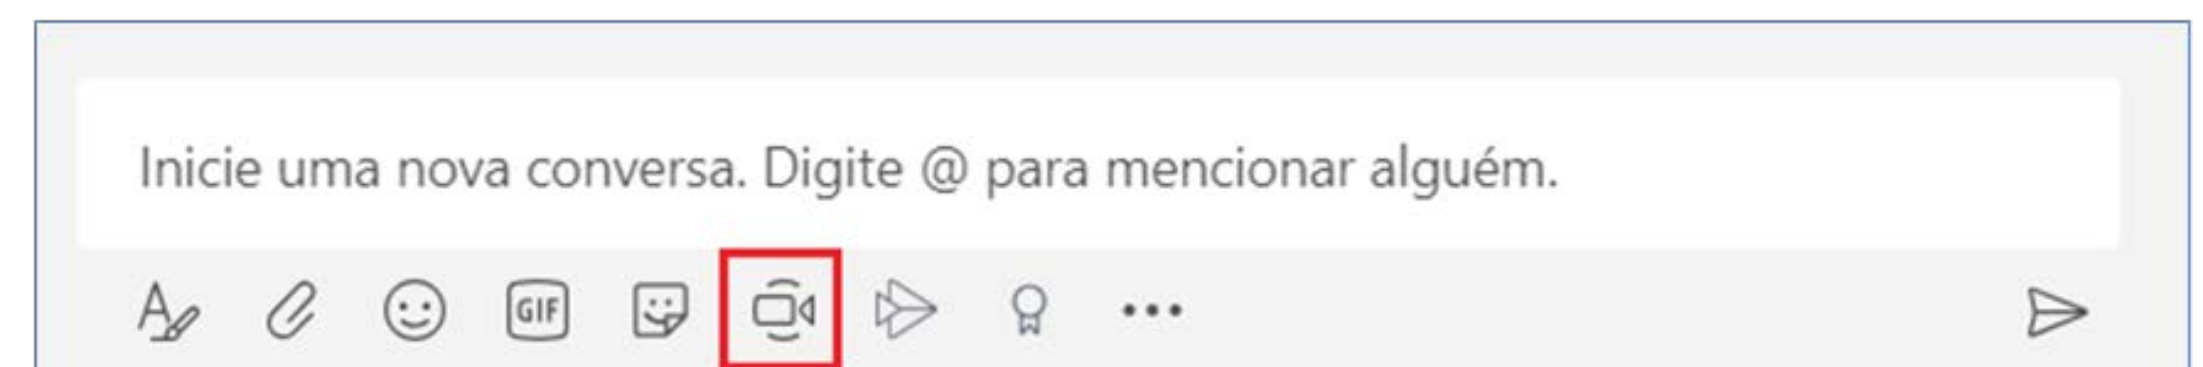 Inicie uma nova conversa. Digite @ para mencionar alguém.
GIF